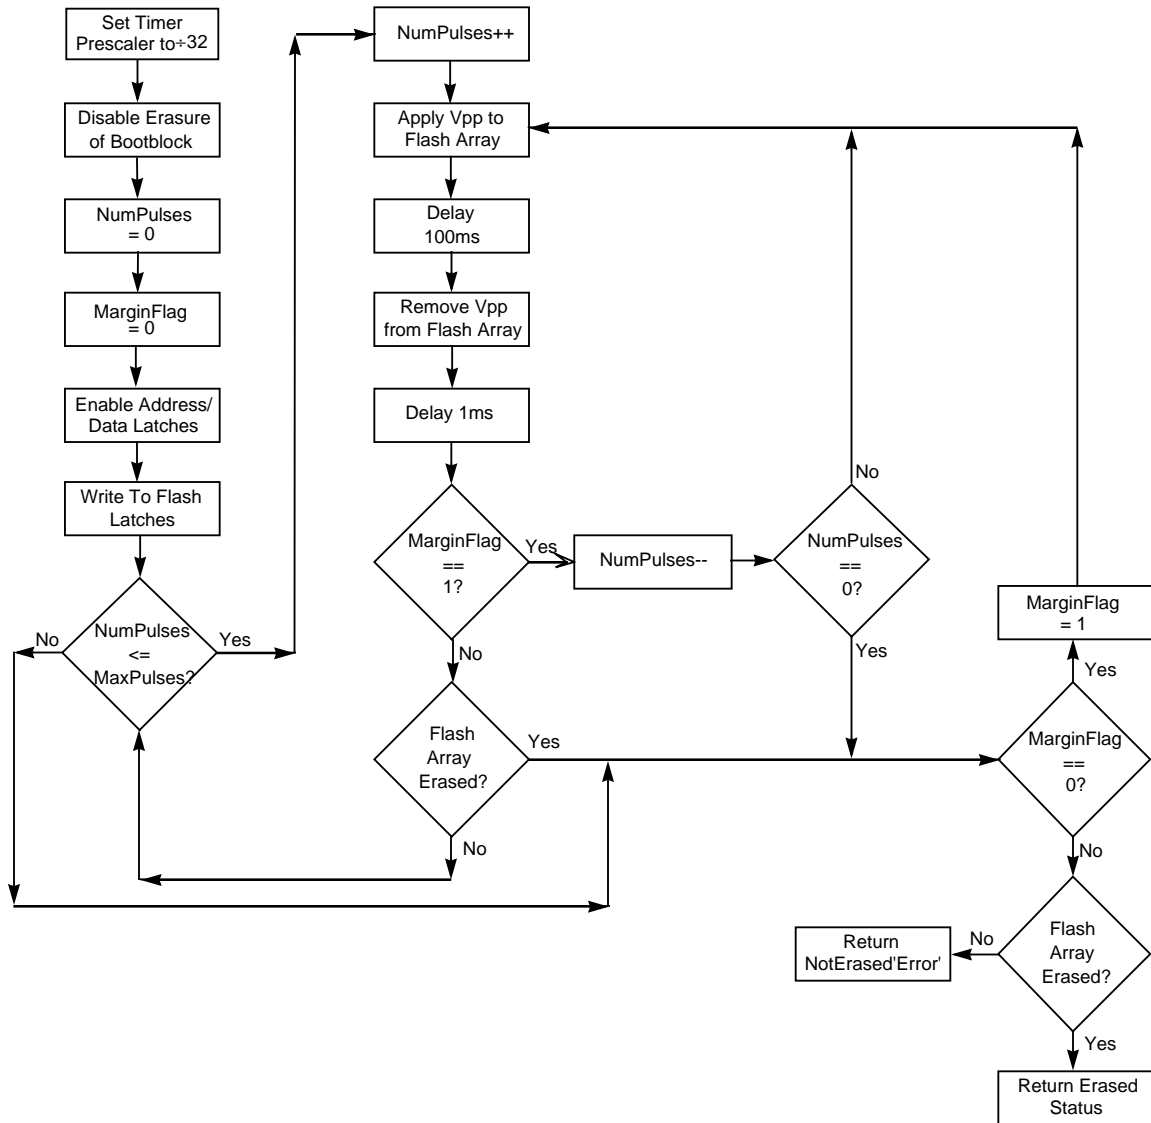 Set Timer
Prescaler to÷32
Disable Erasure
of Bootblock
NumPulses
= 0
MarginFlag
= 0
Enable Address/
Data Latches
Write To Flash
Latches
NumPulses
<=
MaxPulses?
No
Yes
NumPulses++
Apply Vpp to
Flash Array
Delay
100ms
Remove Vpp
from Flash Array
Delay 1ms
MarginFlag
==
1?
Yes
No
NumPulses--
NumPulses
==
0?
No
Yes
Flash
Array
Erased?
Yes
No
MarginFlag
= 1
Yes
MarginFlag
==
0?
No
Flash
Array
Erased?
No
Yes
Return
NotErased'Error'
Return Erased
Status